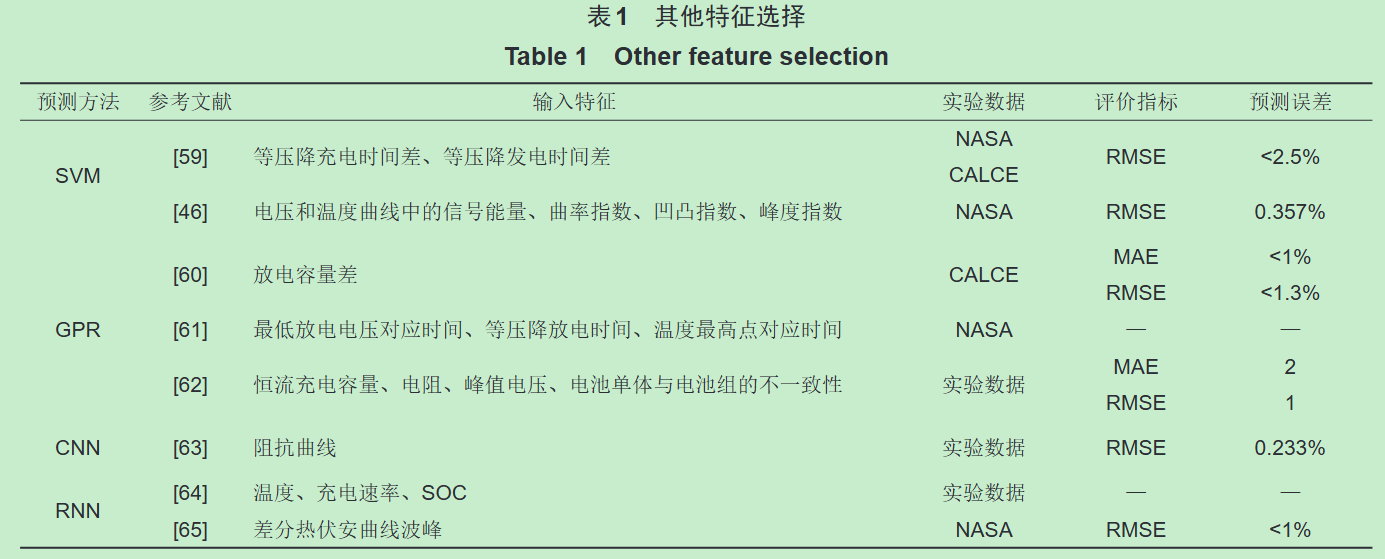 表1 其他特征选择
Table 1 Other feature selection
预测方法 参考文献 输入特征 实验数据 评价指标 预测误差
SVM
[59] 等压降充电时间差、等压降发电时间差 NASA CALCE RMSE <2.5%
[46] 电压和温度曲线中的信号能量、曲率指数、凹凸指数、峰度指数 NASA RMSE 0.357%
GPR
[60] 放电容量差 CALCE MAE <1%
RMSE <1.3%
[61] 最低放电电压对应时间、等压降放电时间、温度最高点对应时间 NASA — —
[62] 恒流充电容量、电阻、峰值电压、电池单体与电池组的不一致性 实验数据 MAE 2
RMSE 1
CNN [63] 阻抗曲线 实验数据 RMSE 0.233%
RNN
[64] 温度、充电速率、SOC 实验数据 — —
[65] 差分热伏安曲线波峰 NASA RMSE <1%